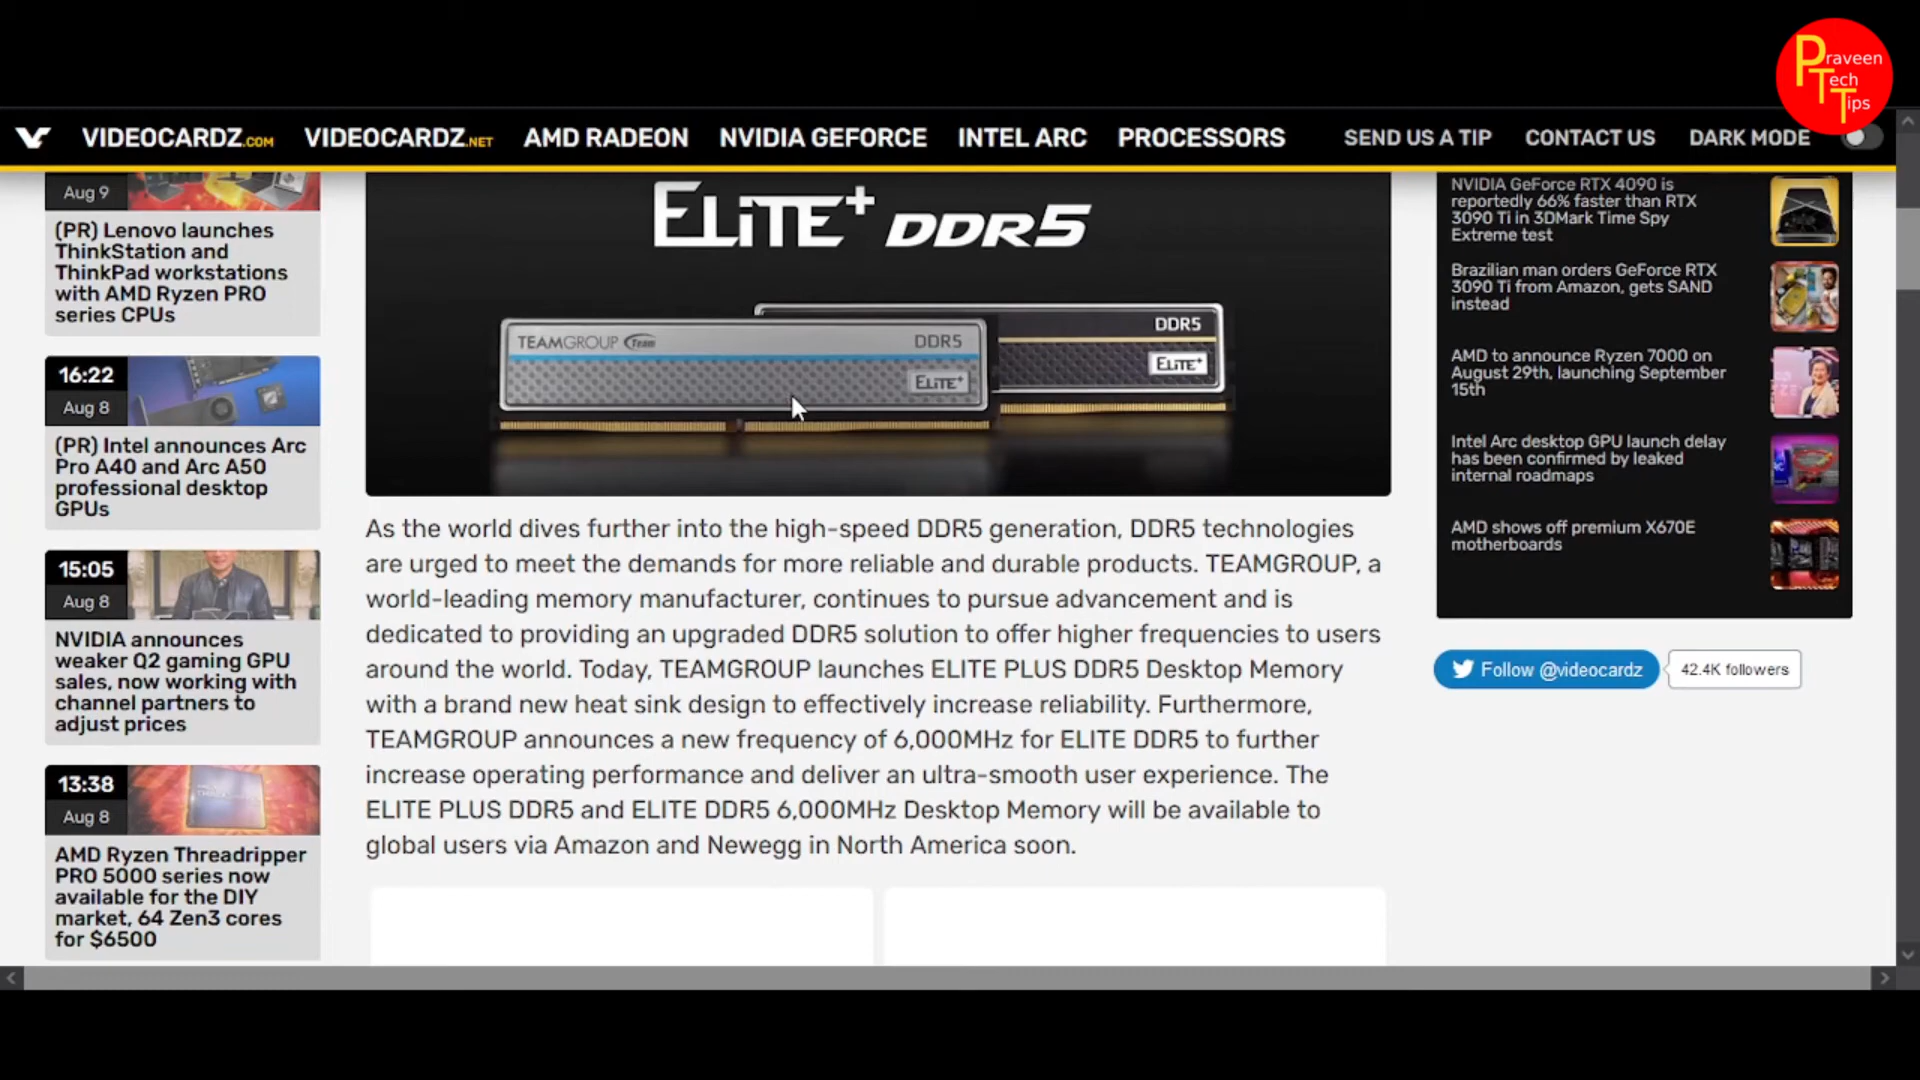 Praveen
Tech
Tips
VIDEOCARDZ.COM
VIDEOCARDZ.NET
AMD RADEON
NVIDIA GEFORCE
INTEL ARC
PROCESSORS
SEND US A TIP
CONTACT US
DARK MODE
Aug 9
(PR) Lenovo launches
ThinkStation and
ThinkPad workstations
with AMD Ryzen PRO
series CPUs
16:22
Aug 8
(PR) Intel announces Arc
Pro A40 and Arc A50
professional desktop
GPUs
15:05
Aug 8
NVIDIA announces
weaker Q2 gaming GPU
sales, now working with
channel partners to
adjust prices
13:38
Aug 8
AMD Ryzen Threadripper
PRO 5000 series now
available for the DIY
market, 64 Zen3 cores
for $6500
ELITE+ DDR5
TEAMGROUP Team DDR5
ELITE+
DDR5
ELITE+
As the world dives further into the high-speed DDR5 generation, DDR5 technologies
are urged to meet the demands for more reliable and durable products. TEAMGROUP, a
world-leading memory manufacturer, continues to pursue advancement and is
dedicated to providing an upgraded DDR5 solution to offer higher frequencies to users
around the world. Today, TEAMGROUP launches ELITE PLUS DDR5 Desktop Memory
with a brand new heat sink design to effectively increase reliability. Furthermore,
TEAMGROUP announces a new frequency of 6,000MHz for ELITE DDR5 to further
increase operating performance and deliver an ultra-smooth user experience. The
ELITE PLUS DDR5 and ELITE DDR5 6,000MHz Desktop Memory will be available to
global users via Amazon and Newegg in North America soon.
NVIDIA GeForce RTX 4090 is
reportedly 66% faster than RTX
3090 Ti in 3DMark Time Spy
Extreme test
Brazilian man orders GeForce RTX
3090 Ti from Amazon, gets SAND
instead
AMD to announce Ryzen 7000 on
August 29th, launching September
15th
Intel Arc desktop GPU launch delay
has been confirmed by leaked
internal roadmaps
AMD shows off premium X670E
motherboards
Follow @videocardz
42.4K followers